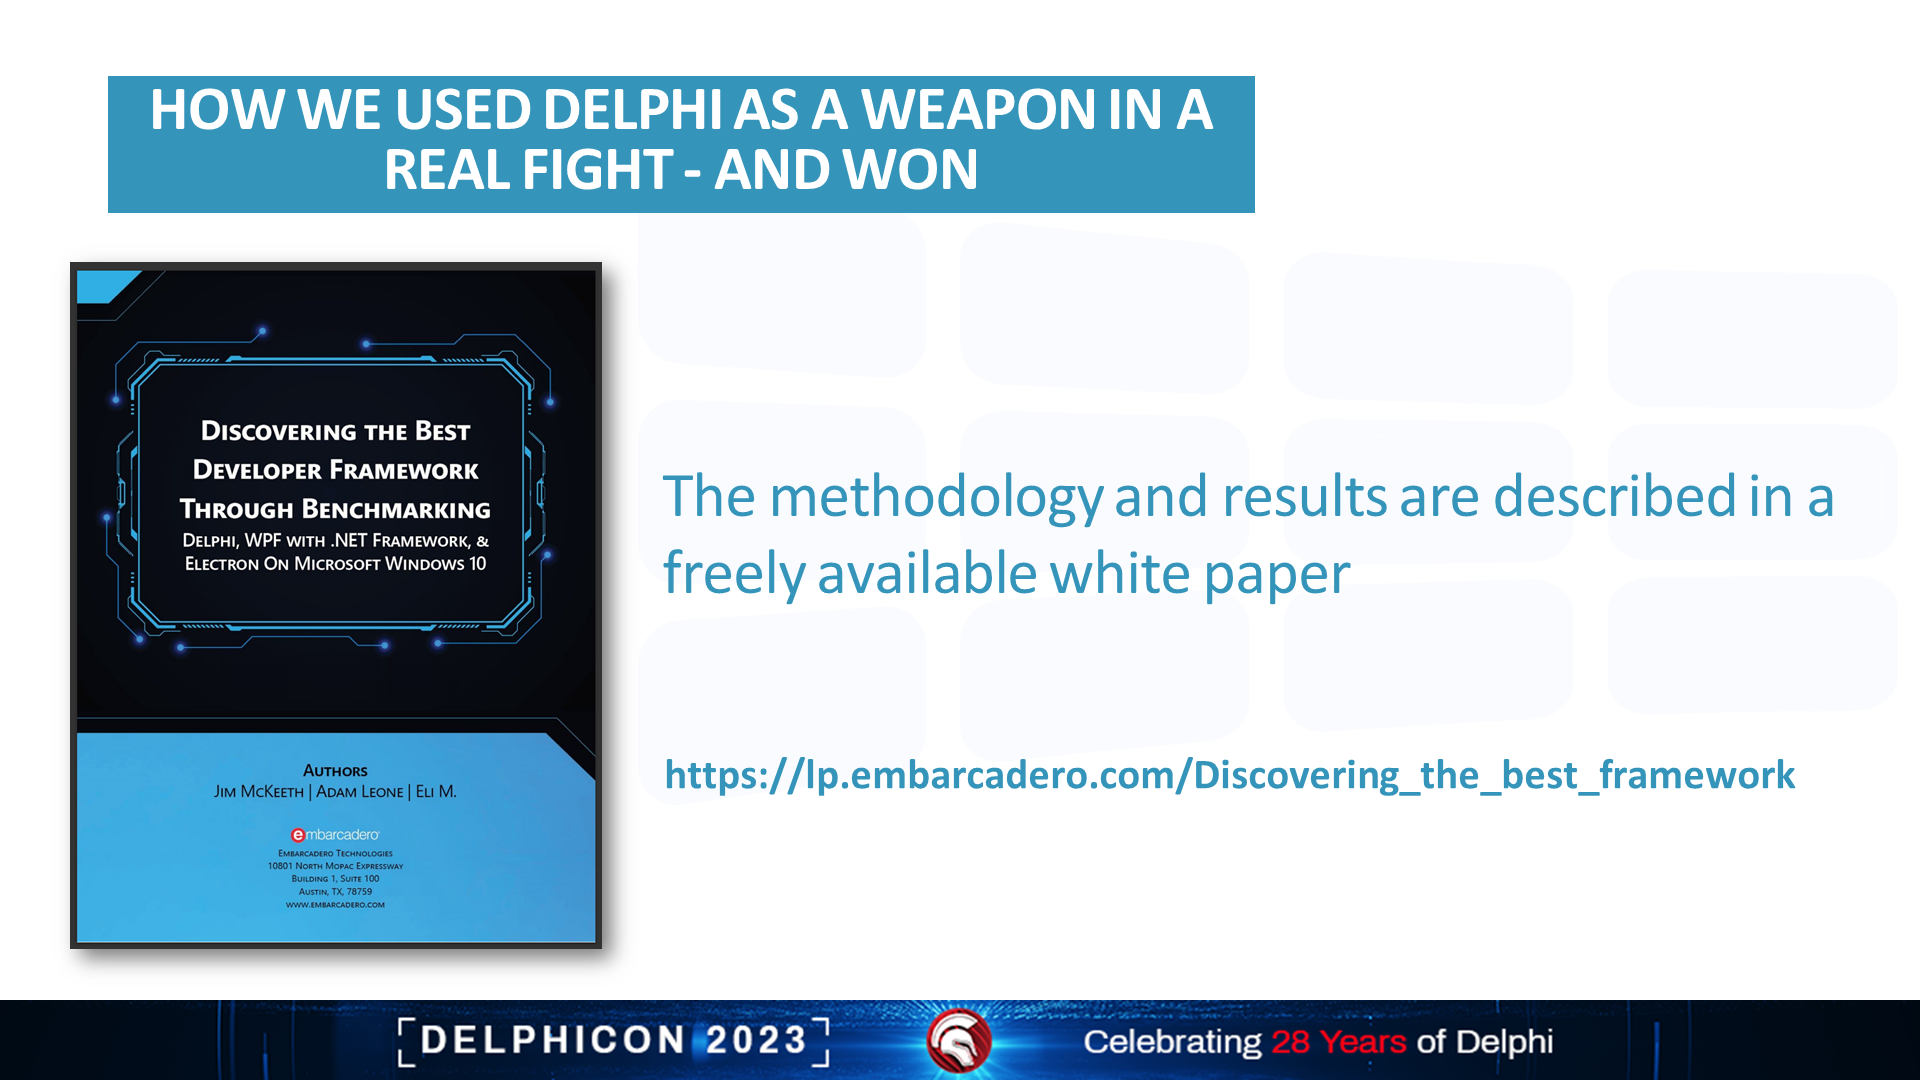 HOW WE USED DELPHI AS A WEAPON IN A
REAL FIGHT - AND WON
DISCOVERING THE BEST
DEVELOPER FRAMEWORK
THROUGH BENCHMARKING
DELPHI, WPF WITH .NET FRAMEWORK, &
ELECTRON ON MICROSOFT WINDOWS 10
AUTHORS
JIM MCKEETH | ADAM LEONE | ELI M.
embarcadero
EMBARCADERO TECHNOLOGIES
10801 NORTH MOPAC EXPRESSWAY
BUILDING 1, SUITE 100
AUSTIN, TX, 78759
WWW.EMBARCADERO.COM
The methodology and results are described in a
freely available white paper
https://lp.embarcadero.com/Discovering_the_best_framework
DELPHICON 2023
Celebrating 28 Years of Delphi